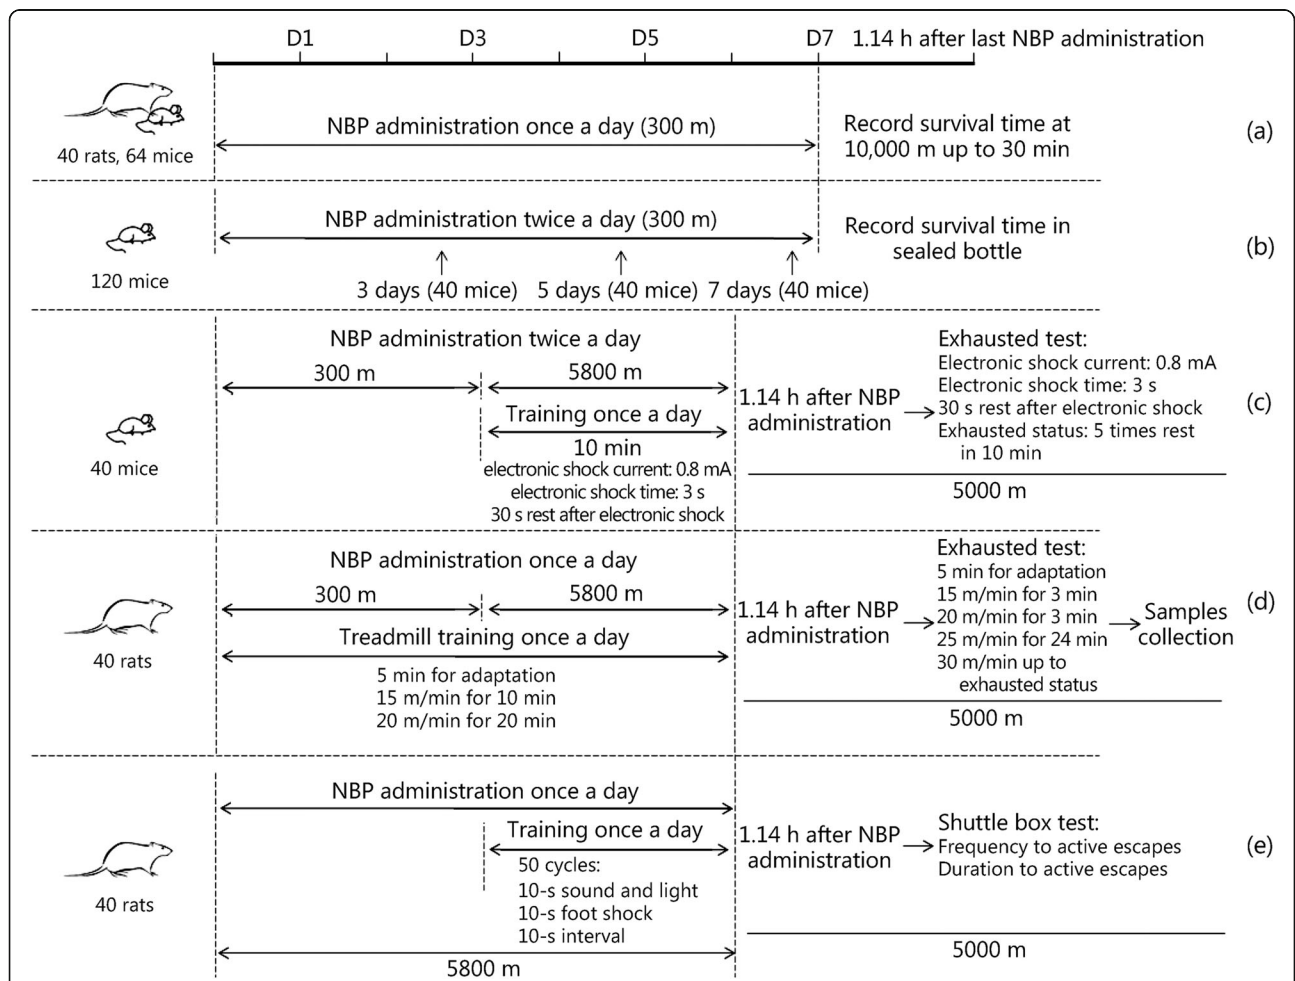 D1 D3 D5 D7 1.14 h after last NBP administration
40 rats, 64 mice
NBP administration once a day (300 m)
Record survival time at
10,000 m up to 30 min
(a)
120 mice
NBP administration twice a day (300 m)
3 days (40 mice) 5 days (40 mice) 7 days (40 mice)
Record survival time in
sealed bottle
(b)
40 mice
NBP administration twice a day
300 m 5800 m
Training once a day
10 min
electronic shock current: 0.8 mA
electronic shock time: 3 s
30 s rest after electronic shock
1.14 h after NBP
administration
Exhausted test:
Electronic shock current: 0.8 mA
Electronic shock time: 3 s
30 s rest after electronic shock
Exhausted status: 5 times rest
in 10 min
5000 m
(c)
40 rats
NBP administration once a day
300 m 5800 m
Treadmill training once a day
5 min for adaptation
15 m/min for 10 min
20 m/min for 20 min
1.14 h after NBP
administration
Exhausted test:
5 min for adaptation
15 m/min for 3 min
20 m/min for 3 min
25 m/min for 24 min
30 m/min up to
exhausted status
Samples
collection
5000 m
(d)
40 rats
NBP administration once a day
Training once a day
50 cycles:
10-s sound and light
10-s foot shock
10-s interval
5800 m
1.14 h after NBP
administration
Shuttle box test:
Frequency to active escapes
Duration to active escapes
5000 m
(e)